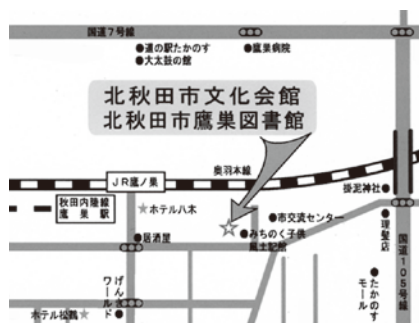 国道7号線
●道の駅たかのす
●大太鼓の館
●鷹巣病院
北秋田市文化会館
北秋田市鷹巣図書館
奥羽本線
JR鷹ノ巣
秋田内陸線
鷹巣駅
★ホテル八木
掛泥神社●
●市交流センター
☆
●みちのく子供
風土記館
●居酒屋
●理髪店
げんきワールド●
●たかのすモール
国道105号線
ホテル松鶴★